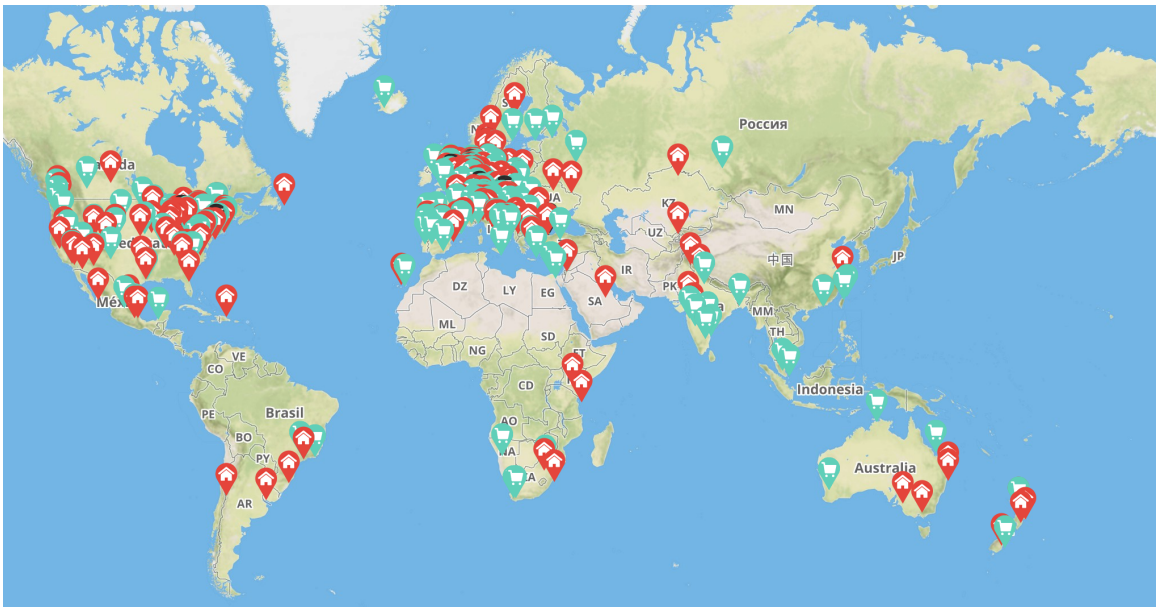 Россия
MN
KZ
UZ
中国
JP
IR
PK
DZ
LY
EG
SA
MM
ML
TH
NG
SD
ET
VE
CO
CD
Indonesia
PE
Brasil
AO
BO
NA
PY
Australia
AR